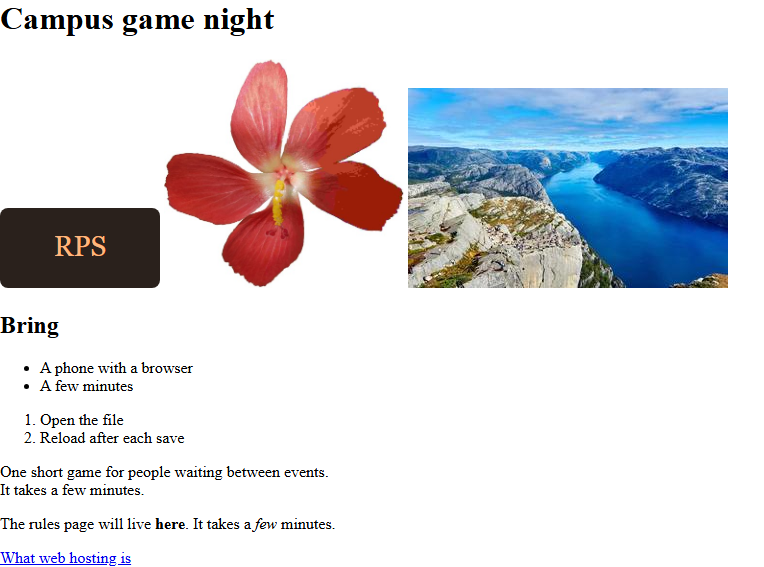 Campus game night
RPS
Bring
A phone with a browser
A few minutes
1. Open the file
2. Reload after each save
One short game for people waiting between events.
It takes a few minutes.
The rules page will live here. It takes a few minutes.
What web hosting is